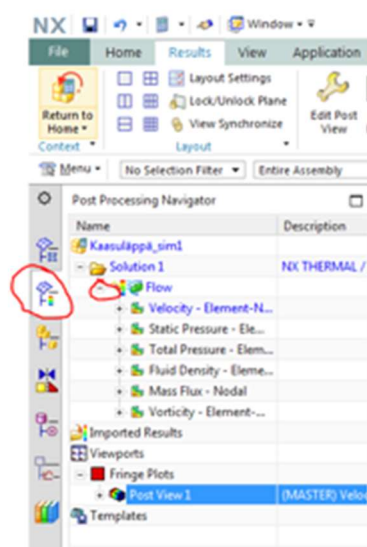 NX Window
File Home Results View Application
Layout Settings
Lock/Unlock Plane
View Synchronize
Return to Home
Edit Post View
Context Layout
Menu No Selection Filter Entire Assembly
Post Processing Navigator
Name Description
Kaasuläppä_sim1
Solution 1 NX THERMAL /
Flow
Velocity - Element-N...
Static Pressure - Ele...
Total Pressure - Elem...
Fluid Density - Eleme...
Mass Flux - Nodal
Vorticity - Element-...
Imported Results
Viewports
Fringe Plots
Post View 1 (MASTER) Velo
Templates